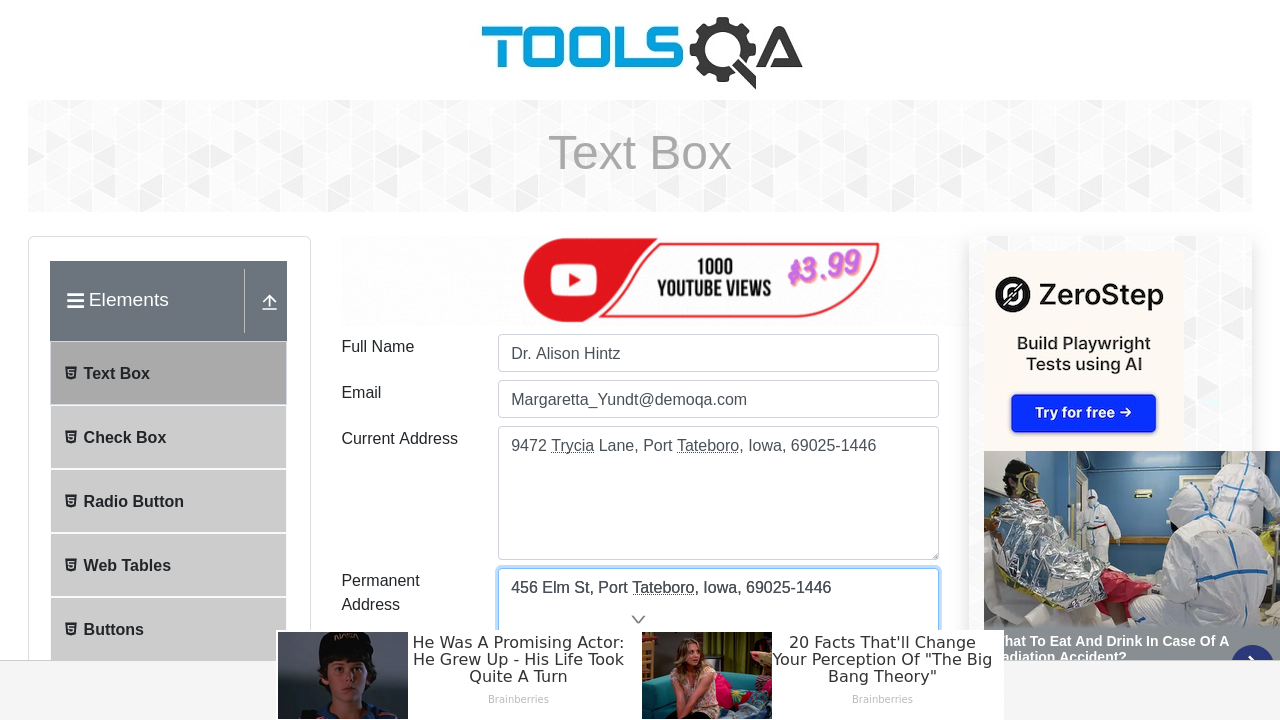 TOOLSQA
Text Box
Elements
Text Box
Check Box
Radio Button
Web Tables
Buttons
1000
YOUTUBE VIEWS
$3.99
Full Name
Dr. Alison Hintz
Email
Margaretta_Yundt@demoqa.com
Current Address
9472 Trycia Lane, Port Tateboro, Iowa, 69025-1446
Permanent
Address
456 Elm St, Port Tateboro, Iowa, 69025-1446
ZeroStep
Build Playwright
Tests using AI
Try for free →
What To Eat And Drink In Case Of A
Radiation Accident?
He Was A Promising Actor:
He Grew Up - His Life Took
Quite A Turn
Brainberries
20 Facts That'll Change
Your Perception Of "The Big
Bang Theory"
Brainberries